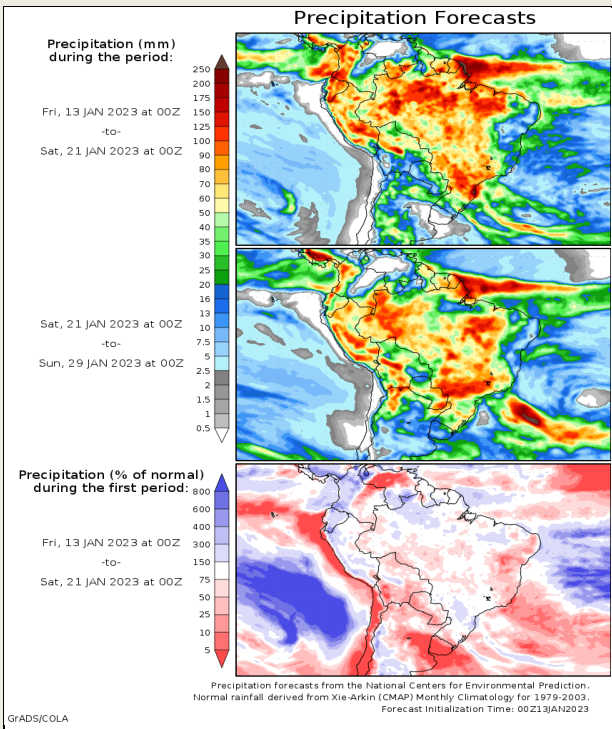 Precipitation Forecasts
Precipitation (mm)
during the period:
Fri, 13 JAN 2023 at 00Z
-to-
Sat, 21 JAN 2023 at 00Z
250
200
175
150
125
100
90
80
70
60
50
40
35
30
25
20
16
13
10
7.5
5
2.5
2
1.5
1
0.5
Sat, 21 JAN 2023 at 00Z
-to-
Sun, 29 JAN 2023 at 00Z
Precipitation (% of normal)
during the first period:
Fri, 13 JAN 2023 at 00Z
-to-
Sat, 21 JAN 2023 at 00Z
800
600
400
300
150
75
50
25
10
5
Precipitation forecasts from the National Centers for Environmental Prediction.
Normal rainfall derived from Xie-Arkin (CMAP) Monthly Climatology for 1979-2003.
Forecast Initialization Time: 00Z13JAN2023
GrADS/COLA